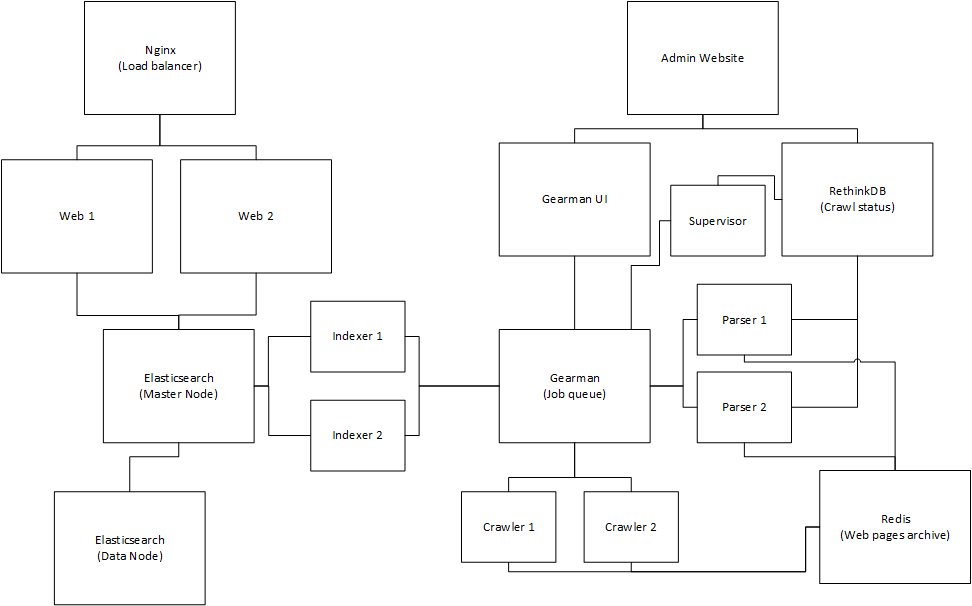 Nginx
(Load balancer)
Admin Website
Web 1
Web 2
Gearman UI
Supervisor
RethinkDB
(Crawl status)
Indexer 1
Parser 1
Elasticsearch
(Master Node)
Gearman
(Job queue)
Parser 2
Indexer 2
Elasticsearch
(Data Node)
Crawler 1
Crawler 2
Redis
(Web pages archive)